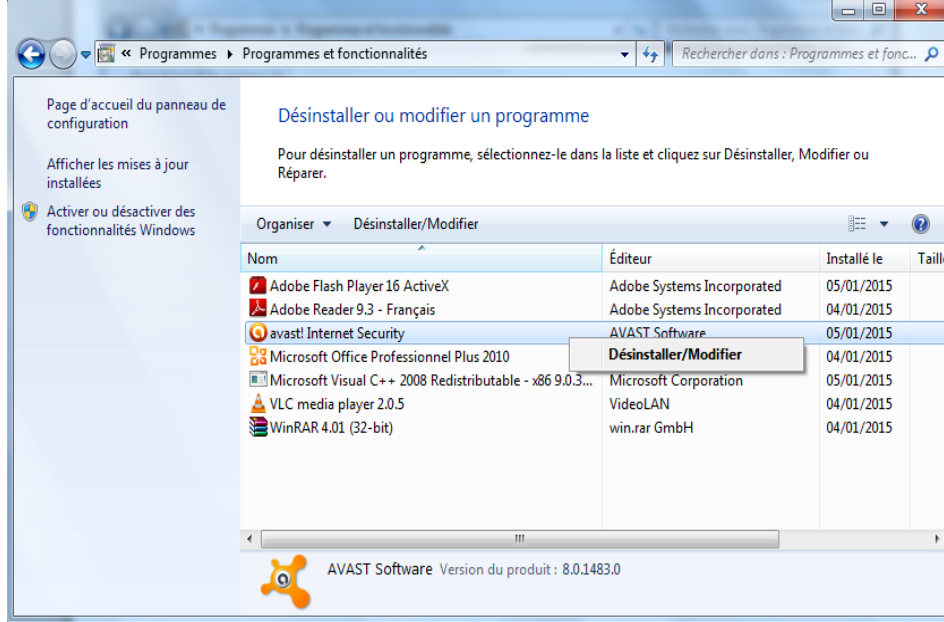 « Programmes ▸ Programmes et fonctionnalités
Rechercher dans : Programmes et fonc...
Page d'accueil du panneau de
configuration
Afficher les mises à jour
installées
Activer ou désactiver des
fonctionnalités Windows
Désinstaller ou modifier un programme
Pour désinstaller un programme, sélectionnez-le dans la liste et cliquez sur Désinstaller, Modifier ou
Réparer.
Organiser ▾ Désinstaller/Modifier
Nom Éditeur Installé le Taille
Adobe Flash Player 16 ActiveX Adobe Systems Incorporated 05/01/2015
Adobe Reader 9.3 - Français Adobe Systems Incorporated 04/01/2015
avast! Internet Security AVAST Software 05/01/2015
Désinstaller/Modifier
Microsoft Office Professionnel Plus 2010 04/01/2015
Microsoft Visual C++ 2008 Redistributable - x86 9.0.3... Microsoft Corporation 05/01/2015
VLC media player 2.0.5 VideoLAN 04/01/2015
WinRAR 4.01 (32-bit) win.rar GmbH 04/01/2015
AVAST Software Version du produit : 8.0.1483.0